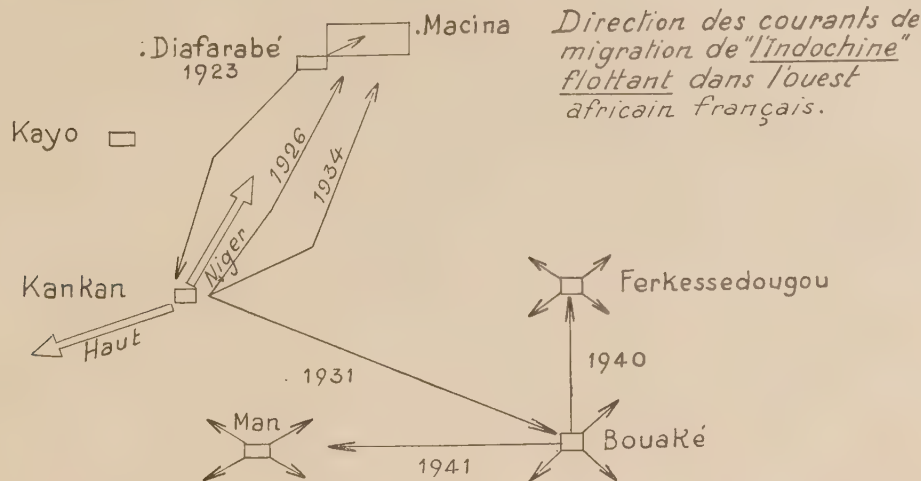 Direction des courants de
migration de "l'Indochine"
flottant dans l'ouest
africain français.
.Macina
.Diafarabé
1923
Kayo
1926
1934
Niger
Kankan
Haut
Ferkessedougou
1931
1940
Man
Bouaké
1941